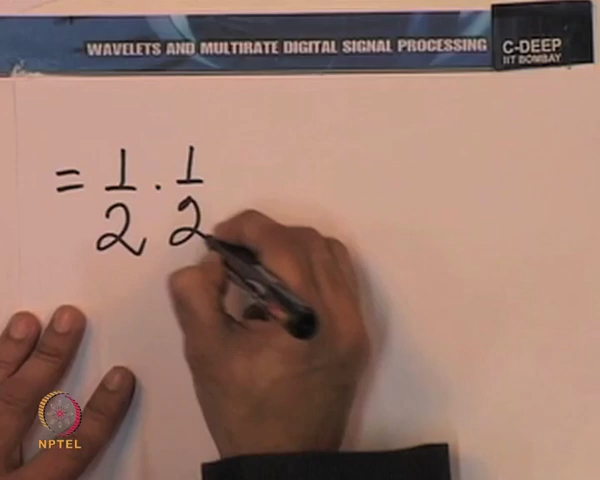 WAVELETS AND MULTIRATE DIGITAL SIGNAL PROCESSING
C-DEEP
IIT BOMBAY
= 1/2 . 1/2
NPTEL